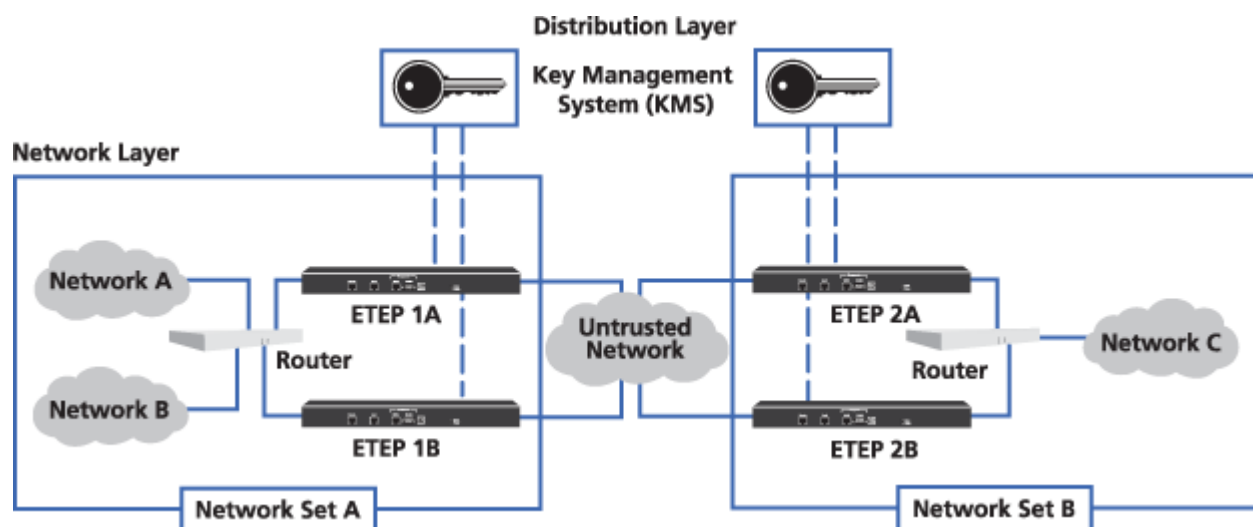 Distribution Layer
Key Management
System (KMS)
Network Layer
Network A
ETEP 1A
Router
Network B
ETEP 1B
Network Set A
Untrusted
Network
ETEP 2A
Router
Network C
ETEP 2B
Network Set B